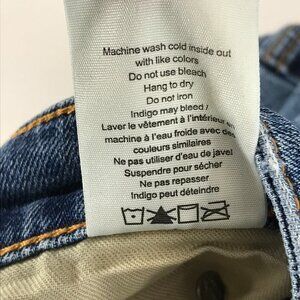 Machine wash cold inside out
with like colors
Do not use bleach
Hang to dry
Do not iron
Indigo may bleed /
Laver le vêtement à l'intérieur en
machine à l'eau froide avec des
couleurs similaires
Ne pas utiliser d'eau de javel
Suspendre pour sécher
Ne pas repasser
Indigo peut déteindre